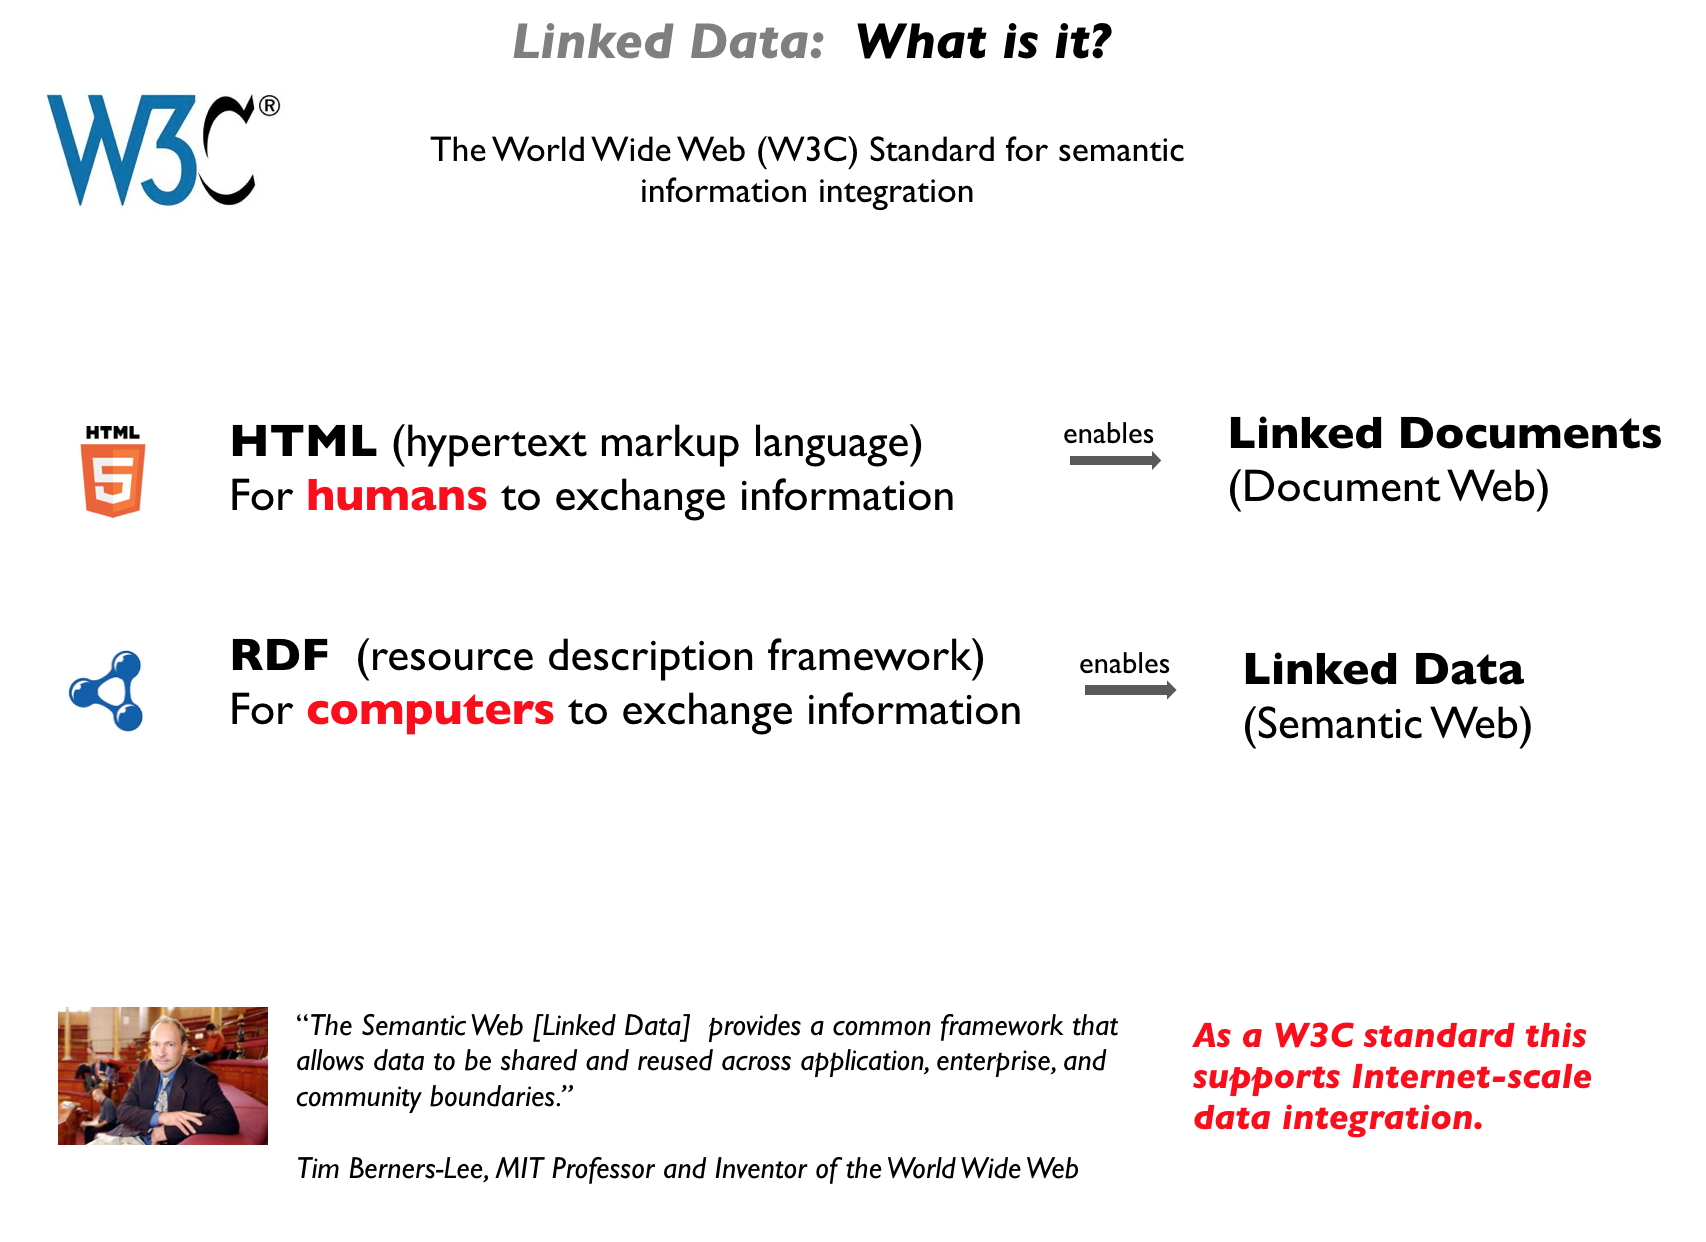 Linked Data: What is it?
W3C®
The World Wide Web (W3C) Standard for semantic
information integration
HTML
5
HTML (hypertext markup language)
For humans to exchange information
enables
Linked Documents
(Document Web)
RDF (resource description framework)
For computers to exchange information
enables
Linked Data
(Semantic Web)
“The Semantic Web [Linked Data] provides a common framework that
allows data to be shared and reused across application, enterprise, and
community boundaries.”
Tim Berners-Lee, MIT Professor and Inventor of the World Wide Web
As a W3C standard this
supports Internet-scale
data integration.